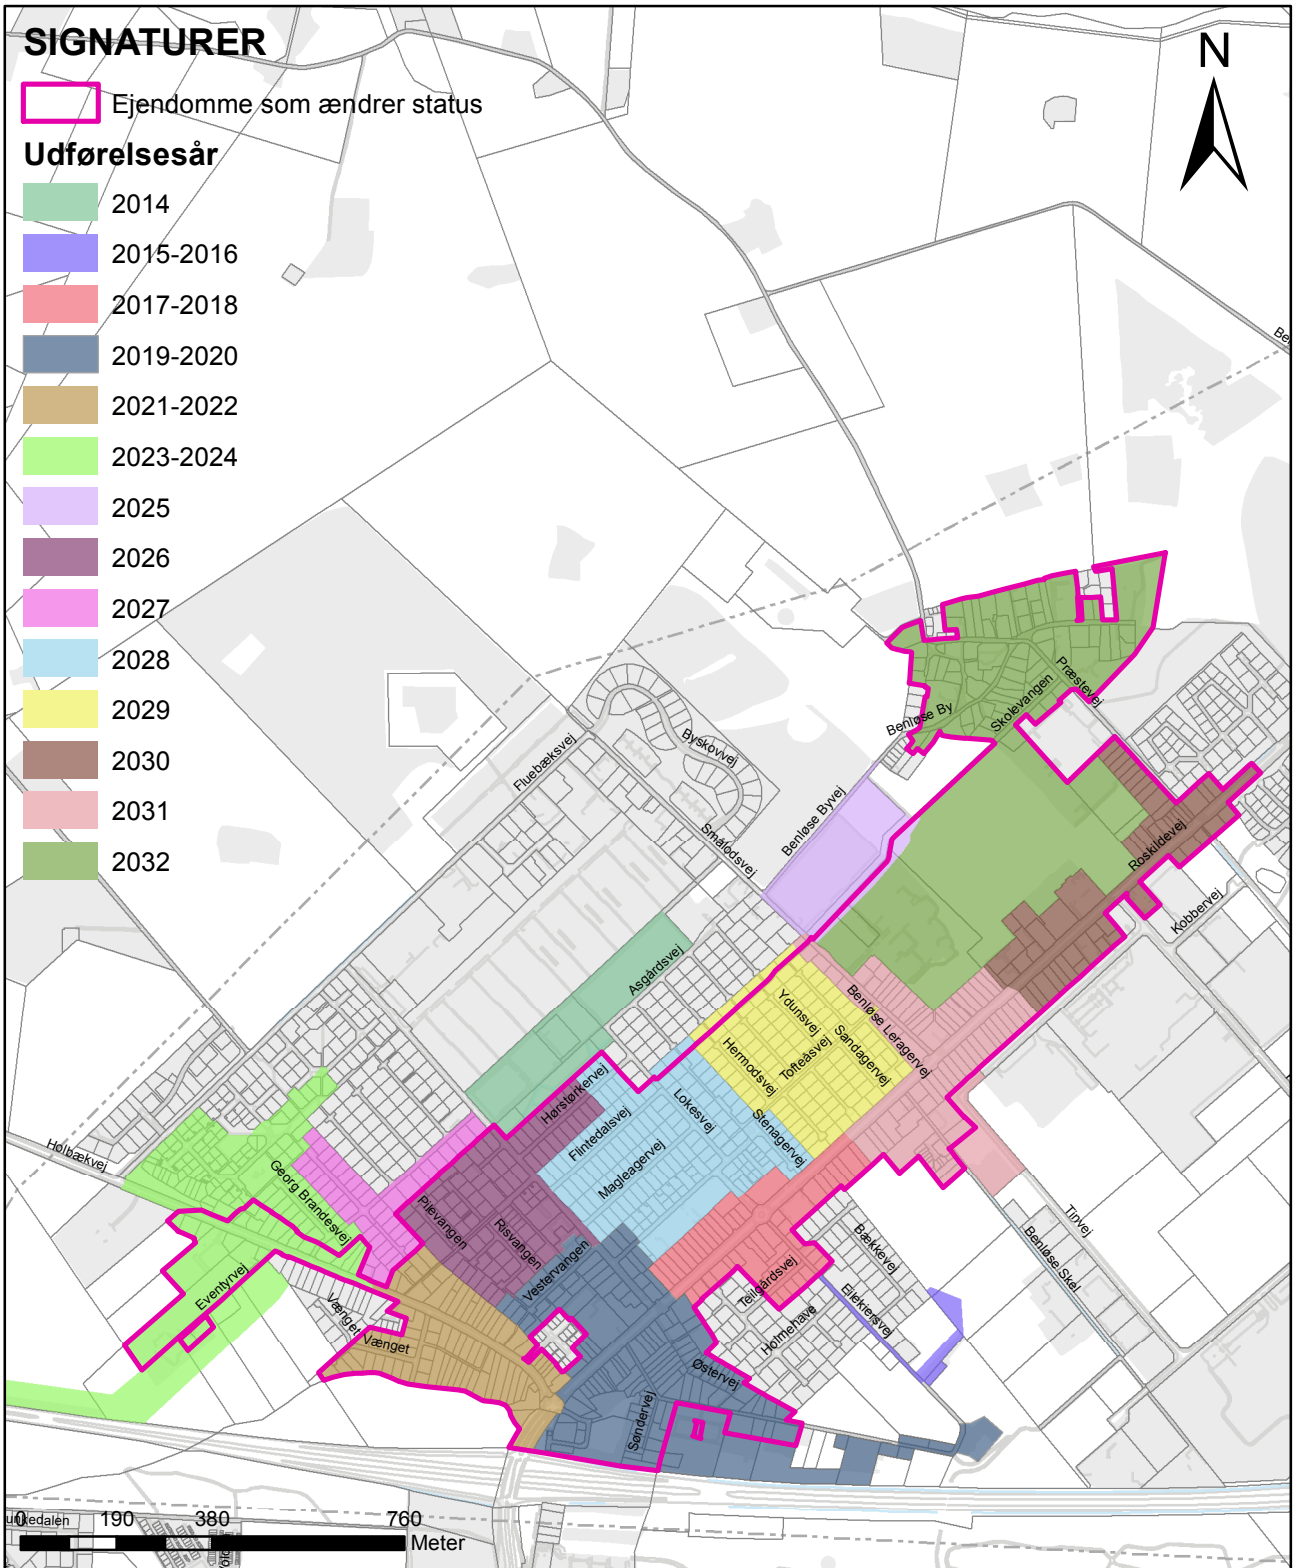 SIGNATURER
Ejendomme som ændrer status
Udførelsesår
2014
2015-2016
2017-2018
2019-2020
2021-2022
2023-2024
2025
2026
2027
2028
2029
2030
2031
2032
N
Præstevej
Skolevangen
Benløse By
Byskovvej
Fluebæksvej
Smålodsvej
Benløse Byvej
Roskildevej
Kobbervej
Asgårdsvej
Benløse Leragervej
Ydunsvej
Sandagervej
Tofteåsvej
Hermodsvej
Hørstørkervej
Lokesvej
Flintedalsvej
Stenagervej
Magleagervej
Holbækvej
Georg Brandesvej
Pilevangen
Risvangen
Vestervangen
Bækkevej
Tinvej
Benløse Skel
Eventyrvej
Teilgårdsvej
Ellekærsvej
Vænget
Holmehave
Vænget
Østervej
Søndervej
0 190 380 760
Meter